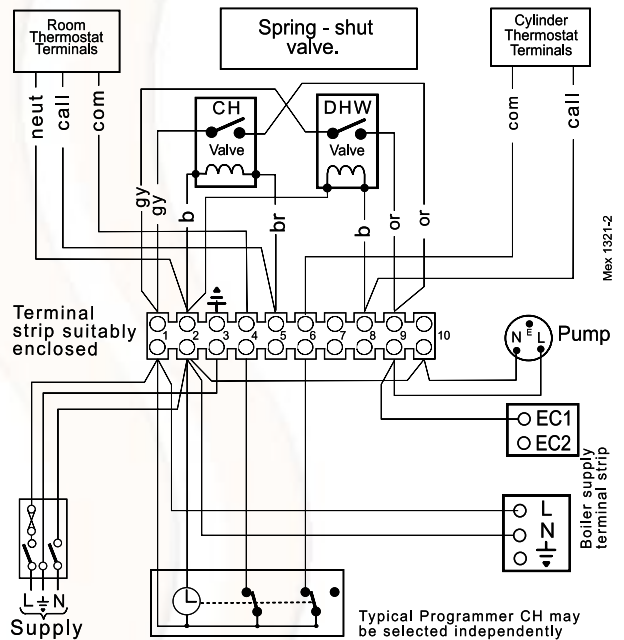 Room
Thermostat
Terminals
Spring - shut
valve.
Cylinder
Thermostat
Terminals
neut
call
com
CH
Valve
DHW
Valve
com
call
gy
gy
b
br
b
or
or
Mex 1321-2
Terminal
strip suitably
enclosed
1 2 3 4 5 6 7 8 9 10
N E L
Pump
EC1
EC2
L
N
Boiler supply
terminal strip
L N
Supply
Typical Programmer CH may
be selected independently